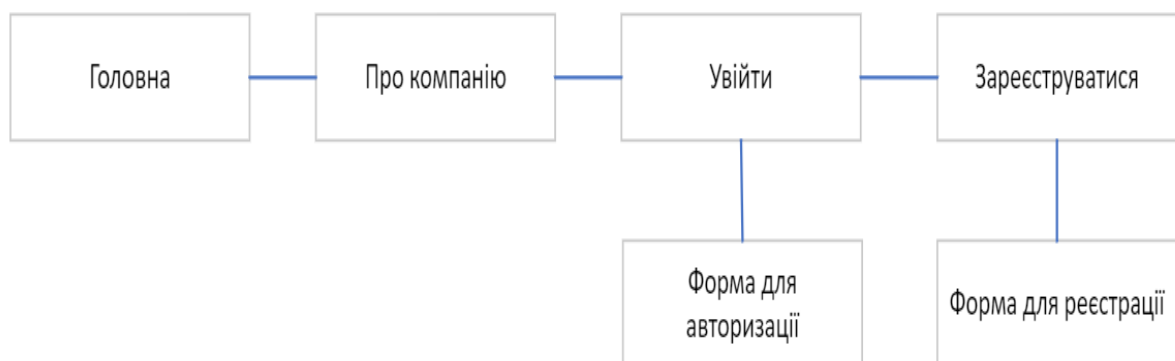 Головна
Про компанію
Увійти
Зареєструватися
Форма для
авторизації
Форма для реєстрації